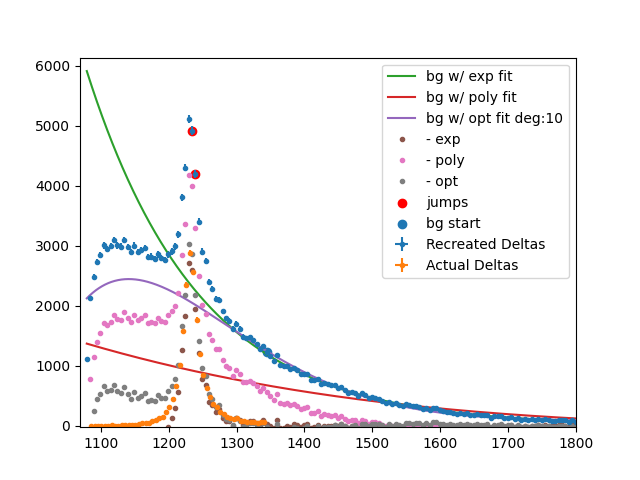 6000
5000
4000
3000
2000
1000
0
1100 1200 1300 1400 1500 1600 1700 1800
bg w/ exp fit
bg w/ poly fit
bg w/ opt fit deg:10
- exp
- poly
- opt
jumps
bg start
Recreated Deltas
Actual Deltas